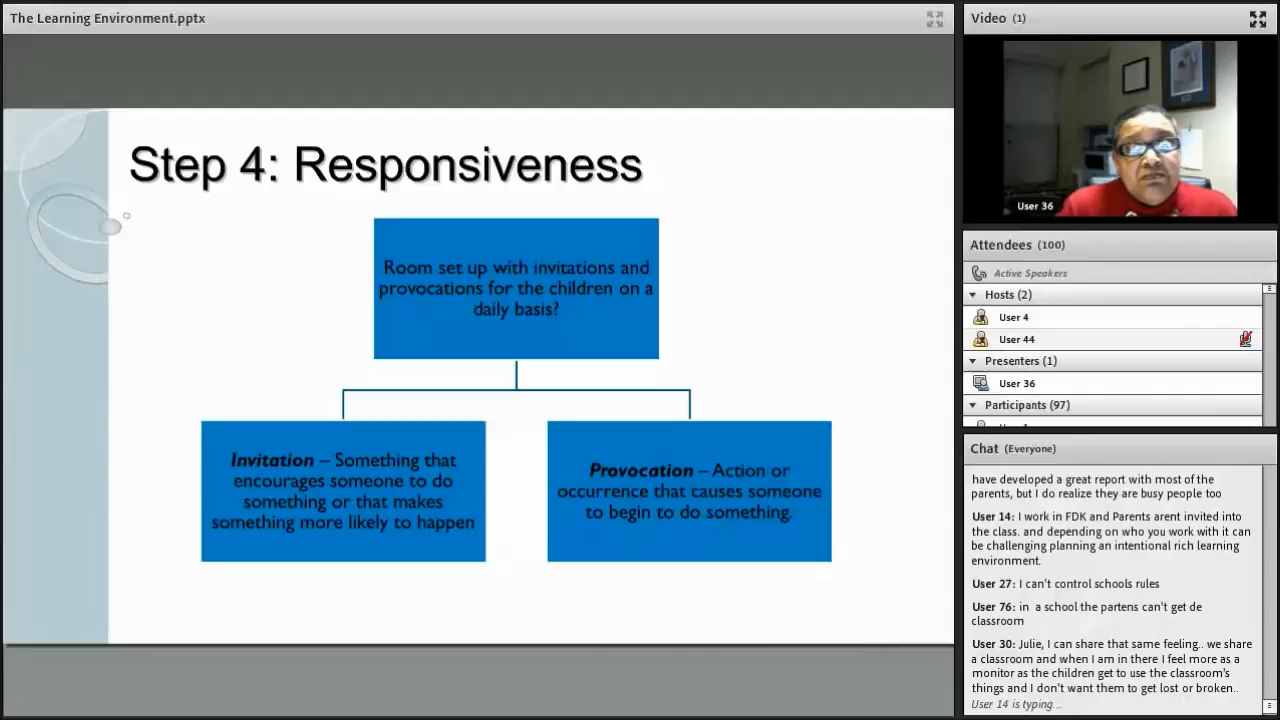 The Learning Environment.pptx
Step 4: Responsiveness
Room set up with invitations and
provocations for the children on a
daily basis?
Invitation – Something that
encourages someone to do
something or that makes
something more likely to happen
Provocation – Action or
occurrence that causes someone
to begin to do something.
Video (1)
User 36
Attendees (100)
Active Speakers
Hosts (2)
User 4
User 44
Presenters (1)
User 36
Participants (97)
Chat (Everyone)
have developed a great report with most of the
parents, but I do realize they are busy people too
User 14: I work in FDK and Parents arent invited into
the class. and depending on who you work with it can
be challenging planning an intentional rich learning
environment.
User 27: I can't control schools rules
User 76: in a school the partens can't get de
classroom
User 30: Julie, I can share that same feeling.. we share
a classroom and when I am in there I feel more as a
monitor as the children get to use the classroom's
things and I don't want them to get lost or broken..
User 14 is typing...